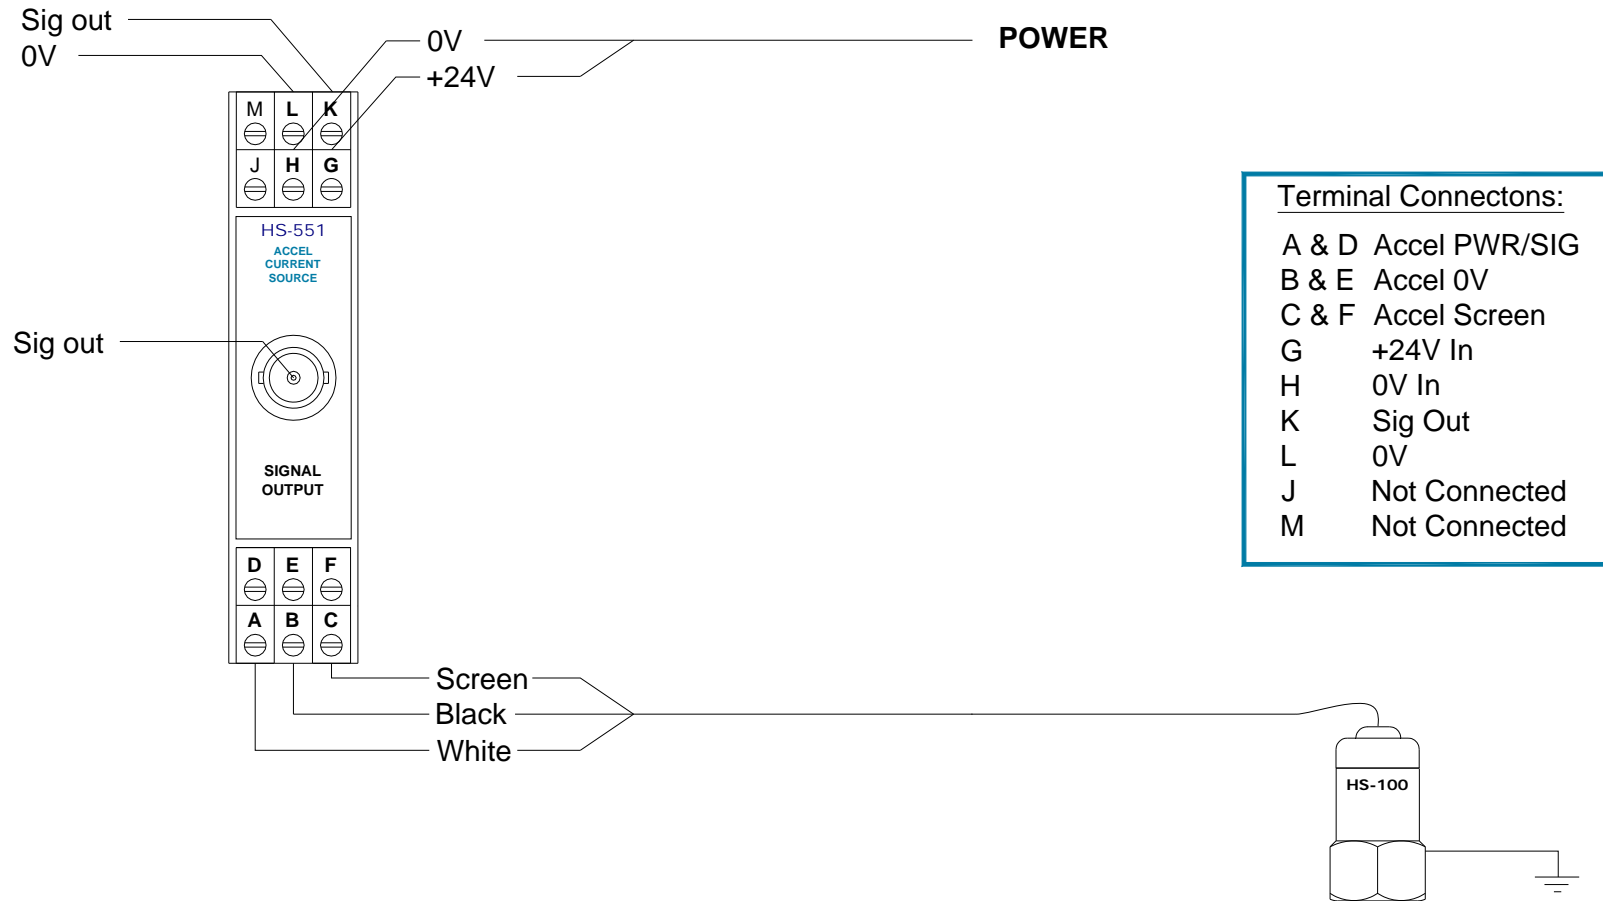 Sig out
0V
0V
POWER
+24V
M L K
J H G
HS-551
ACCEL
CURRENT
SOURCE
Sig out
SIGNAL
OUTPUT
D E F
A B C
Screen
Black
White
Terminal Connectons:
A & D Accel PWR/SIG
B & E Accel 0V
C & F Accel Screen
G +24V In
H 0V In
K Sig Out
L 0V
J Not Connected
M Not Connected
HS-100